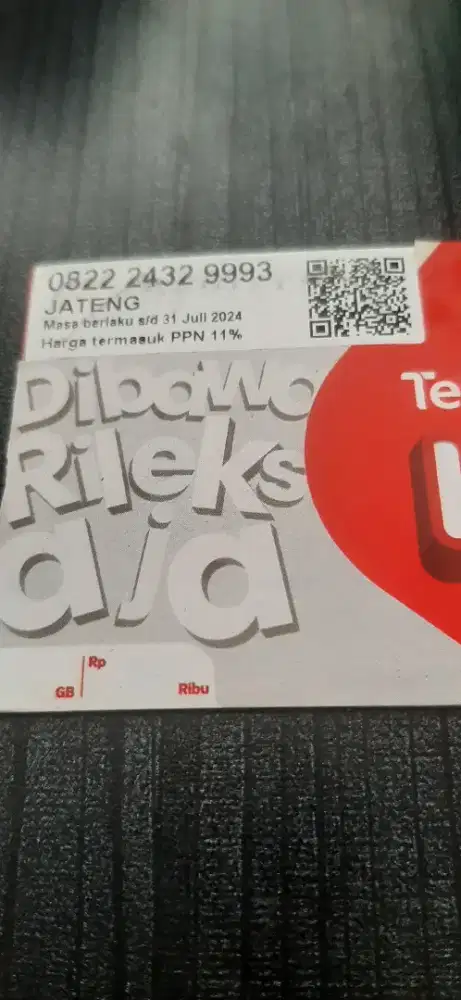 0822 2432 9993
JATENG
Masa berlaku s/d 31 Juli 2024
Harga termasuk PPN 11%
Dibawa
Rileks
aja
Te
GB
Rp
Ribu